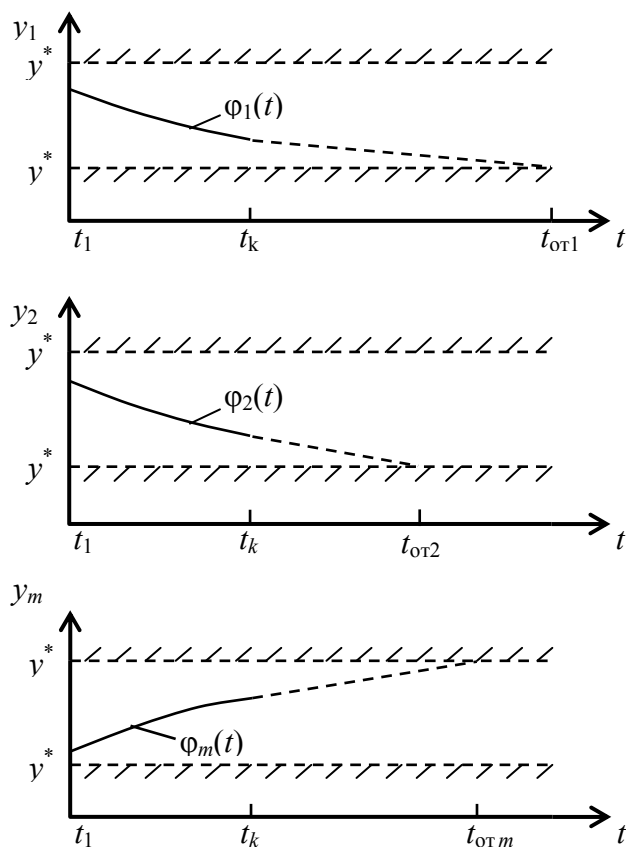 y₁
y*
φ₁(t)
y*
t₁ tₖ tот1 t
y₂
y*
φ₂(t)
y*
t₁ tₖ tот2 t
yₘ
y*
φₘ(t)
y*
t₁ tₖ tот m t